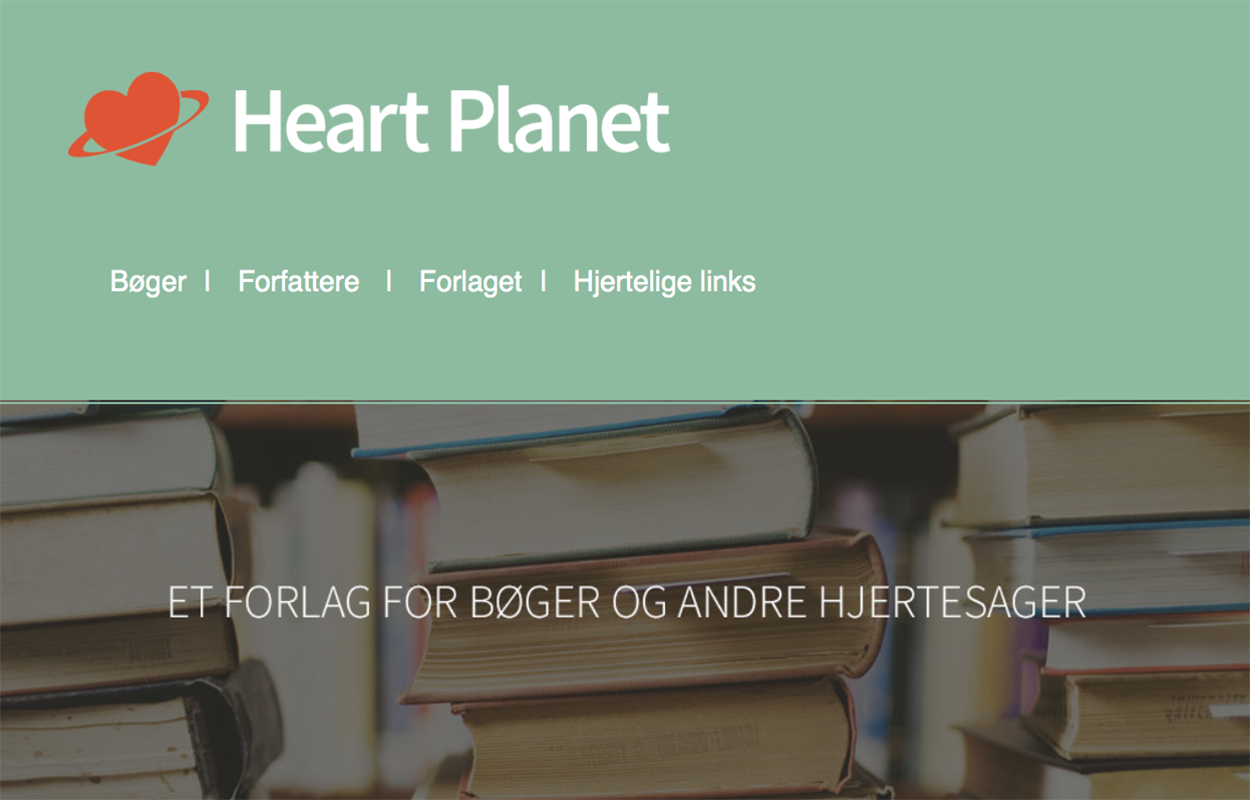 Heart Planet
Bøger | Forfattere | Forlaget | Hjertelige links
ET FORLAG FOR BØGER OG ANDRE HJERTESAGER